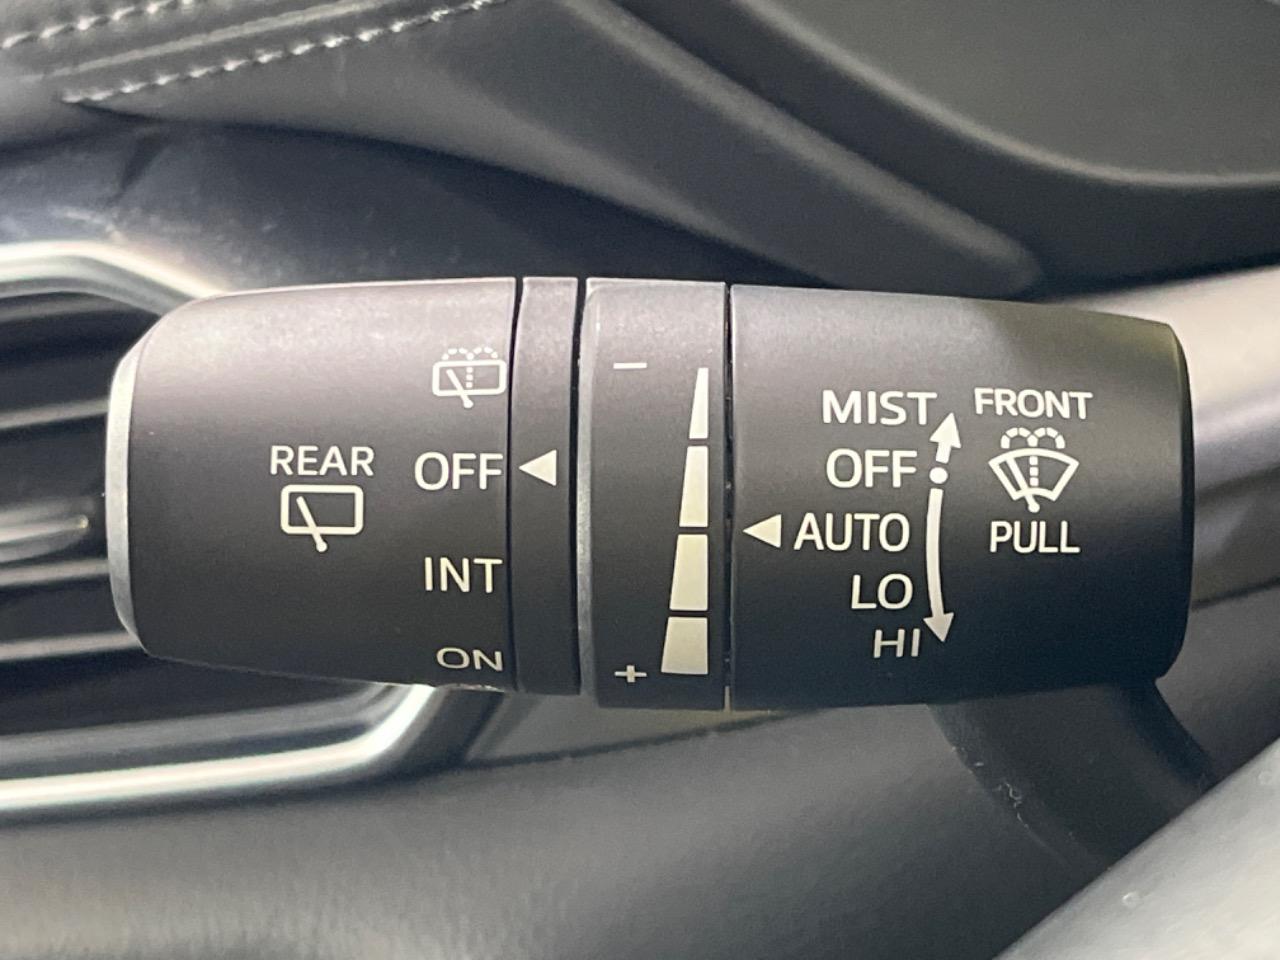 REAR
OFF
INT
ON
−
+
MIST
OFF
AUTO
LO
HI
FRONT
PULL